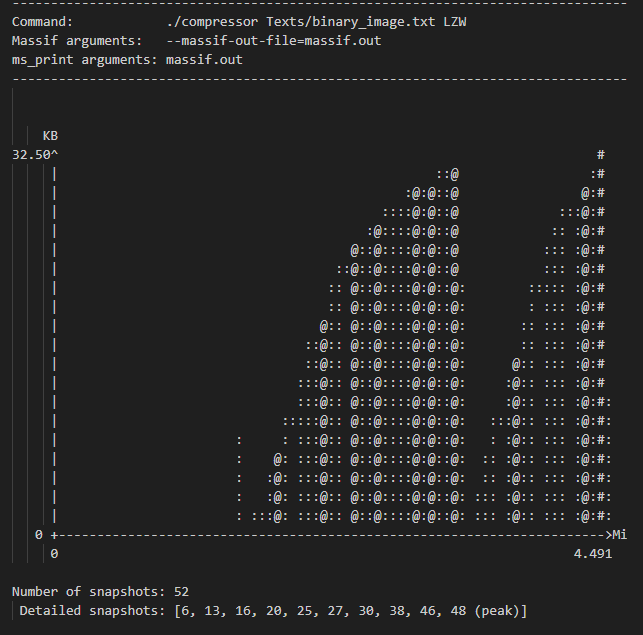 --------------------------------------------------------------------------------
Command:            ./compressor Texts/binary_image.txt LZW
Massif arguments:   --massif-out-file=massif.out
ms_print arguments: massif.out
--------------------------------------------------------------------------------
    KB
32.50^                                                                      #
     |                                                 ::@                 :#
     |                                             :@:@::@                @:#
     |                                          ::::@:@::@             :::@:#
     |                                        :@::::@:@::@            :: :@:#
     |                                      @::@::::@:@::@           ::: :@:#
     |                                    ::@::@::::@:@::@           ::: :@:#
     |                                   :: @::@::::@:@::@:        ::::: :@:#
     |                                   :: @::@::::@:@::@:        : ::: :@:#
     |                                  @:: @::@::::@:@::@:       :: ::: :@:#
     |                                ::@:: @::@::::@:@::@:       :: ::: :@:#
     |                                ::@:: @::@::::@:@::@:      @:: ::: :@:#
     |                               :::@:: @::@::::@:@::@:     :@:: ::: :@:#
     |                               :::@:: @::@::::@:@::@:     :@:: ::: :@:#:
     |                             :::::@:: @::@::::@:@::@:   :::@:: ::: :@:#:
     |                       :     : :::@:: @::@::::@:@::@:   : :@:: ::: :@:#:
     |                       :    @: :::@:: @::@::::@:@::@:  :: :@:: ::: :@:#:
     |                       :   :@: :::@:: @::@::::@:@::@:  :: :@:: ::: :@:#:
     |                       :   :@: :::@:: @::@::::@:@::@: ::: :@:: ::: :@:#:
     |                       : :::@: :::@:: @::@::::@:@::@: ::: :@:: ::: :@:#:
   0 +----------------------------------------------------------------------->Mi
     0                                                                   4.491
Number of snapshots: 52
 Detailed snapshots: [6, 13, 16, 20, 25, 27, 30, 38, 46, 48 (peak)]